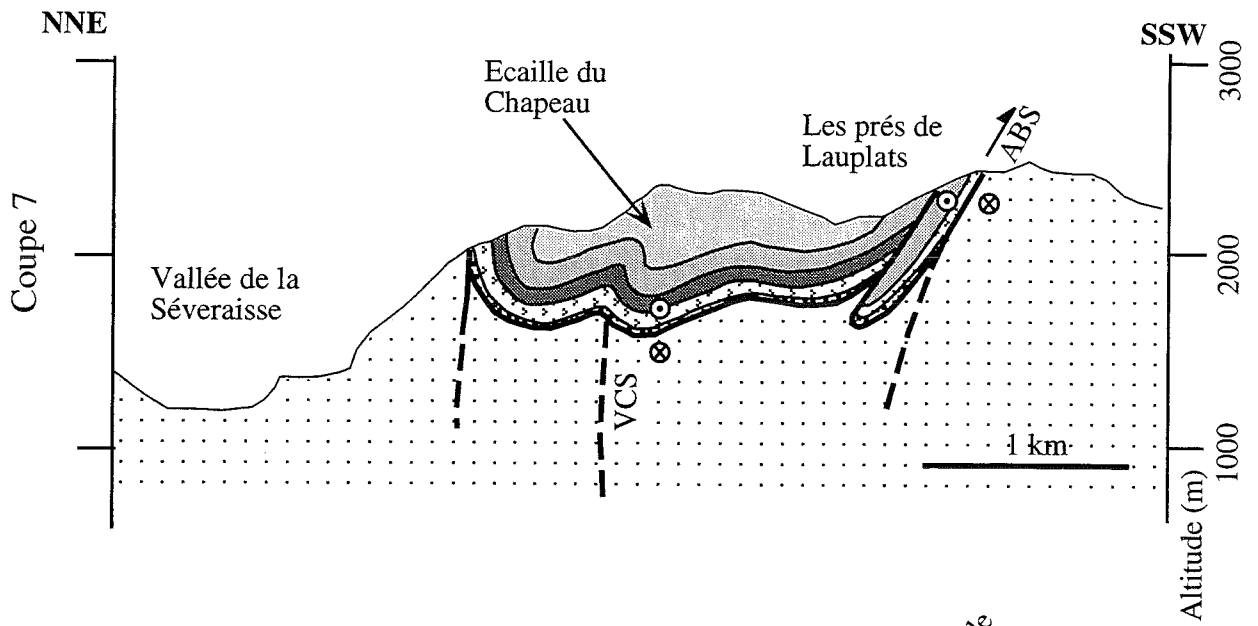 NNE
SSW
Ecaille du
Chapeau
Les prés de
Lauplats
ABS
3000
Coupe 7
Vallée de la
Séveraisse
2000
VCS
1 km
1000
Altitude (m)